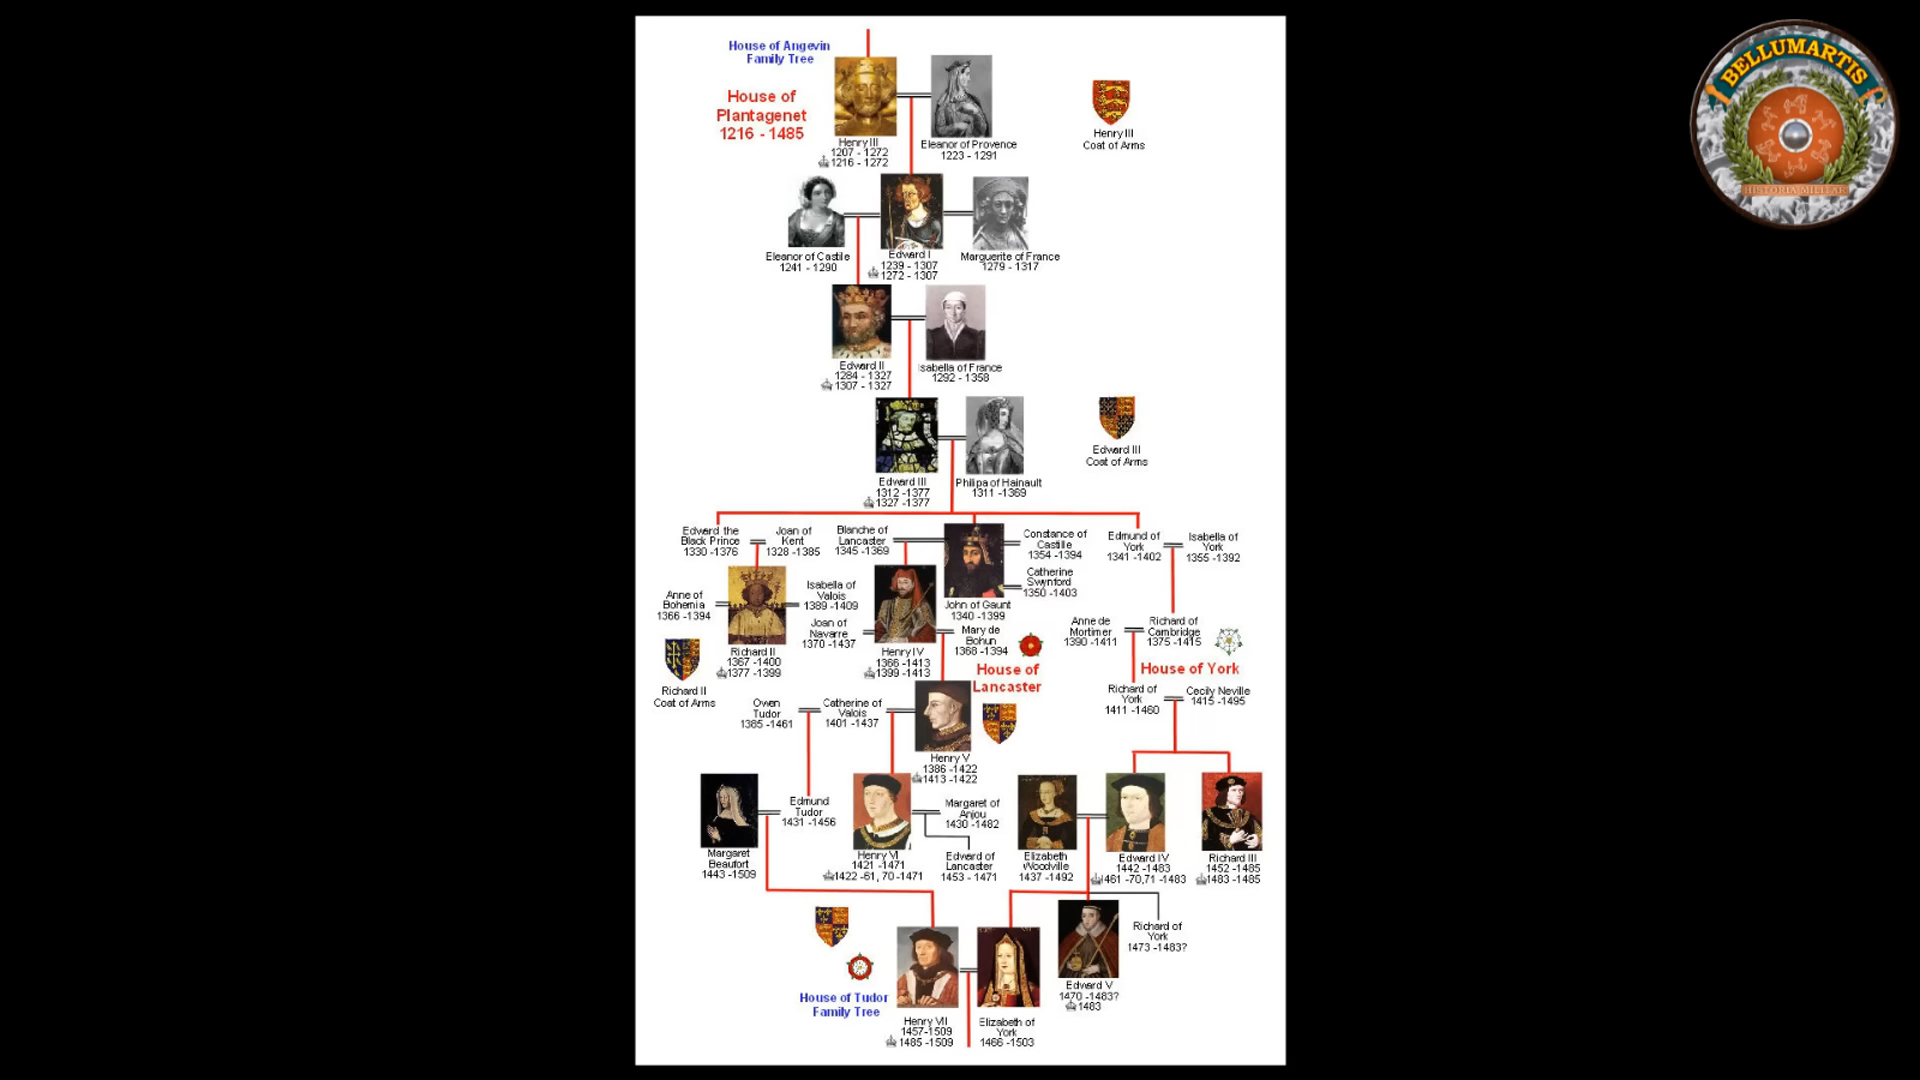 House of Angevin
Family Tree
House of
Plantagenet
1216 - 1485
Henry III
1207 - 1272
1216 - 1272
Eleanor of Provence
1223 - 1291
Henry III
Coat of Arms
BELLUMARTIS
HISTORIA MILITAR
Eleanor of Castile
1241 - 1290
Edward I
1239 - 1307
1272 - 1307
Marguerite of France
1279 - 1317
Edward II
1284 - 1327
1307 - 1327
Isabella of France
1292 - 1358
Edward III
1312 -1377
1327 -1377
Philipa of Hainault
1311 -1369
Edward III
Coat of Arms
Edward the
Black Prince
1330 -1376
Joan of
Kent
1328 -1385
Blanche of
Lancaster
1345 -1369
Constance of
Castille
1354 -1394
Catherine
Swynford
1350 -1403
John of Gaunt
1340 -1399
Edmund of
York
1341 -1402
Isabella of
York
1355 -1392
Anne of
Bohemia
1366 -1394
Isabella of
Valois
1389 -1409
Joan of
Navarre
1370 -1437
Richard II
1367 -1400
1377 -1399
Henry IV
1366 -1413
1399 -1413
Mary de
Bohun
1368 -1394
Anne de
Mortimer
1390 -1411
Richard of
Cambridge
1375 -1415
Richard II
Coat of Arms
House of
Lancaster
House of York
Owen
Tudor
1385 -1461
Catherine of
Valois
1401 -1437
Henry V
1386 -1422
1413 -1422
Richard of
York
1411 -1460
Cecily Neville
1415 -1495
Margaret
Beaufort
1443 -1509
Edmund
Tudor
1431 -1456
Henry VI
1421 -1471
1422 -61, 70 -1471
Margaret of
Anjou
1430 -1482
Edward of
Lancaster
1453 - 1471
Elizabeth
Woodville
1437 -1492
Edward IV
1442 -1483
1461 -70,71 -1483
Richard III
1452 -1485
1483 -1485
Richard of
York
1473 -1483?
Edward V
1470 -1483?
1483
House of Tudor
Family Tree
Henry VII
1457-1509
1485 -1509
Elizabeth of
York
1466 -1503